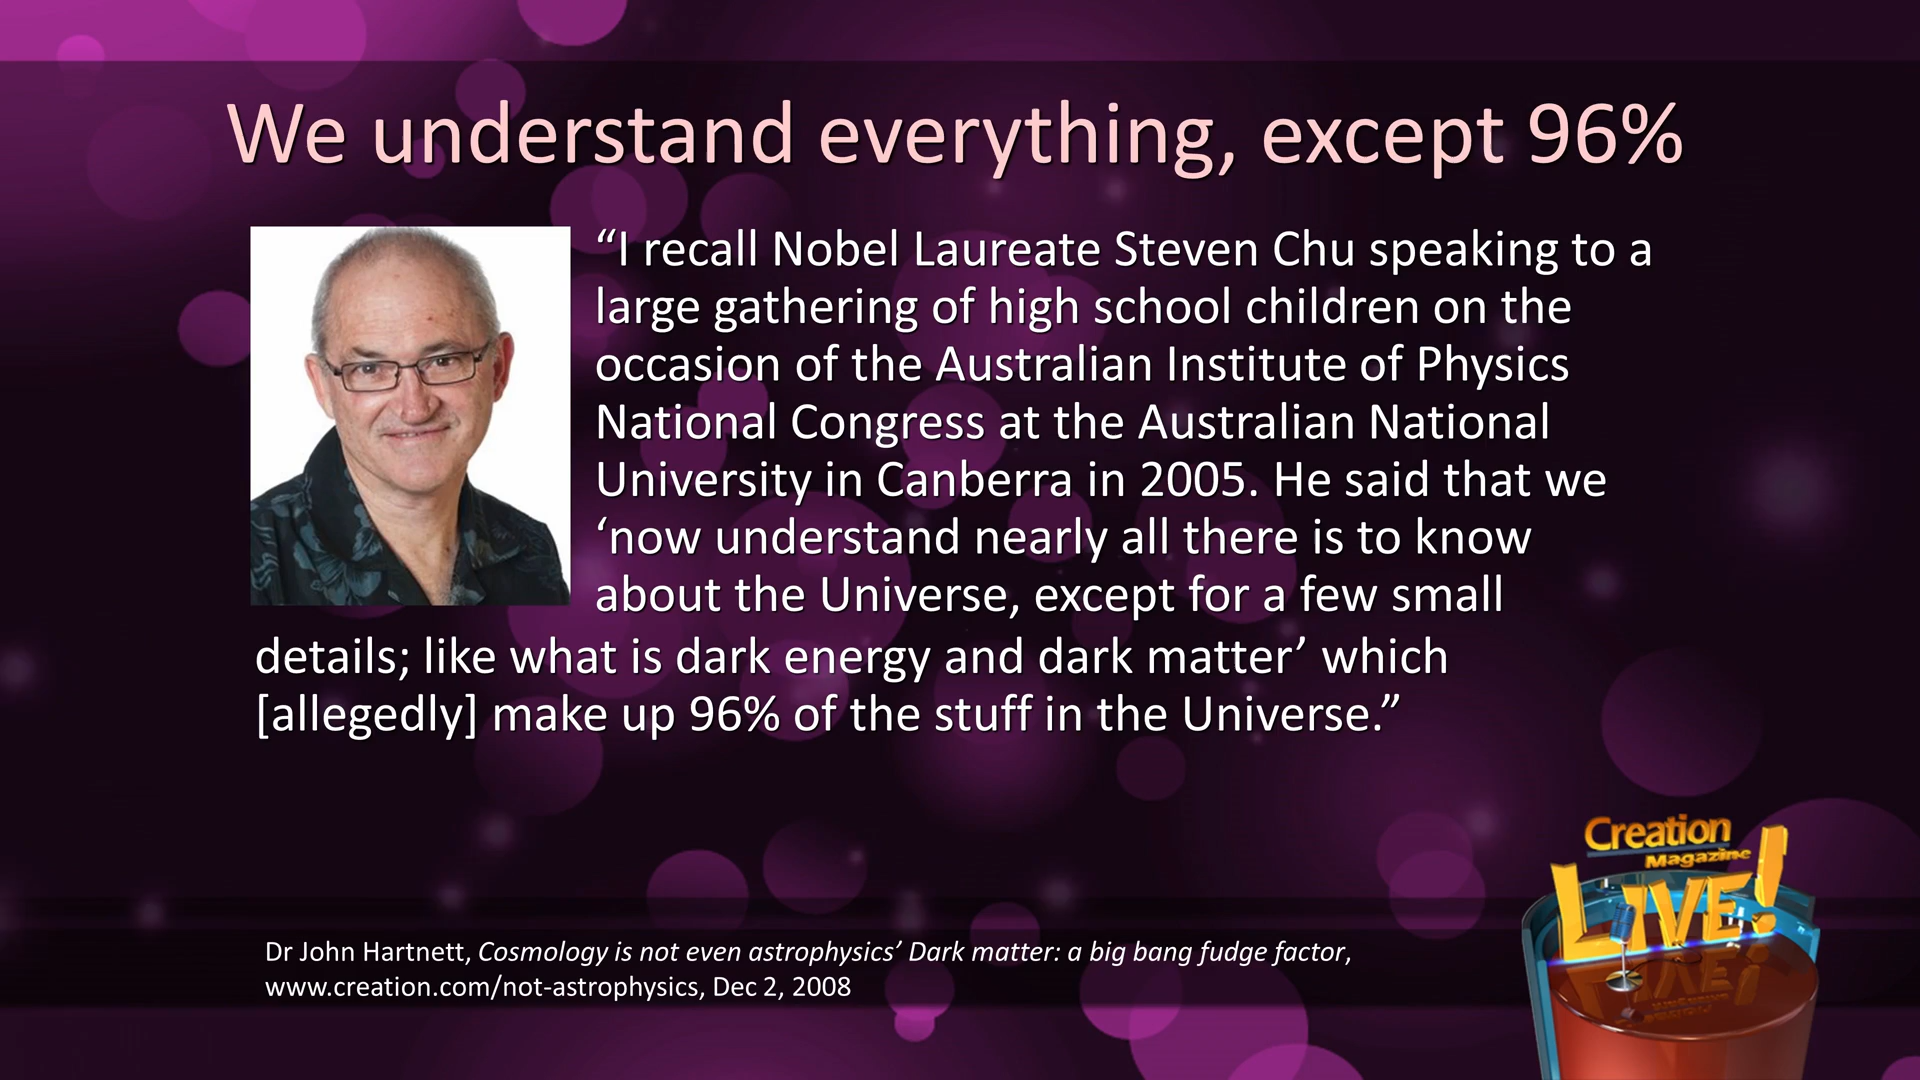 We understand everything, except 96%
“I recall Nobel Laureate Steven Chu speaking to a
large gathering of high school children on the
occasion of the Australian Institute of Physics
National Congress at the Australian National
University in Canberra in 2005. He said that we
‘now understand nearly all there is to know
about the Universe, except for a few small
details; like what is dark energy and dark matter’ which
[allegedly] make up 96% of the stuff in the Universe.”
Creation
Magazine
LIVE!
Dr John Hartnett, Cosmology is not even astrophysics’ Dark matter: a big bang fudge factor,
www.creation.com/not-astrophysics, Dec 2, 2008